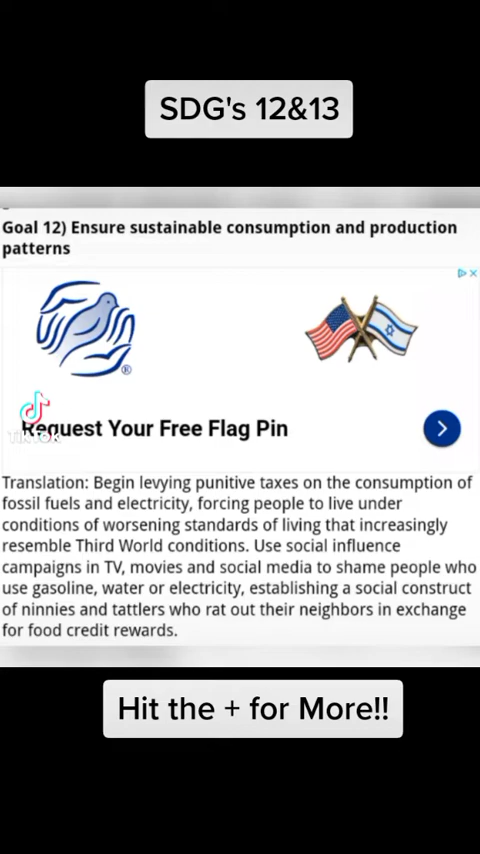 SDG's 12&13
Goal 12) Ensure sustainable consumption and production
patterns
®
Request Your Free Flag Pin
TikTok
Translation: Begin levying punitive taxes on the consumption of
fossil fuels and electricity, forcing people to live under
conditions of worsening standards of living that increasingly
resemble Third World conditions. Use social influence
campaigns in TV, movies and social media to shame people who
use gasoline, water or electricity, establishing a social construct
of ninnies and tattlers who rat out their neighbors in exchange
for food credit rewards.
Hit the + for More!!